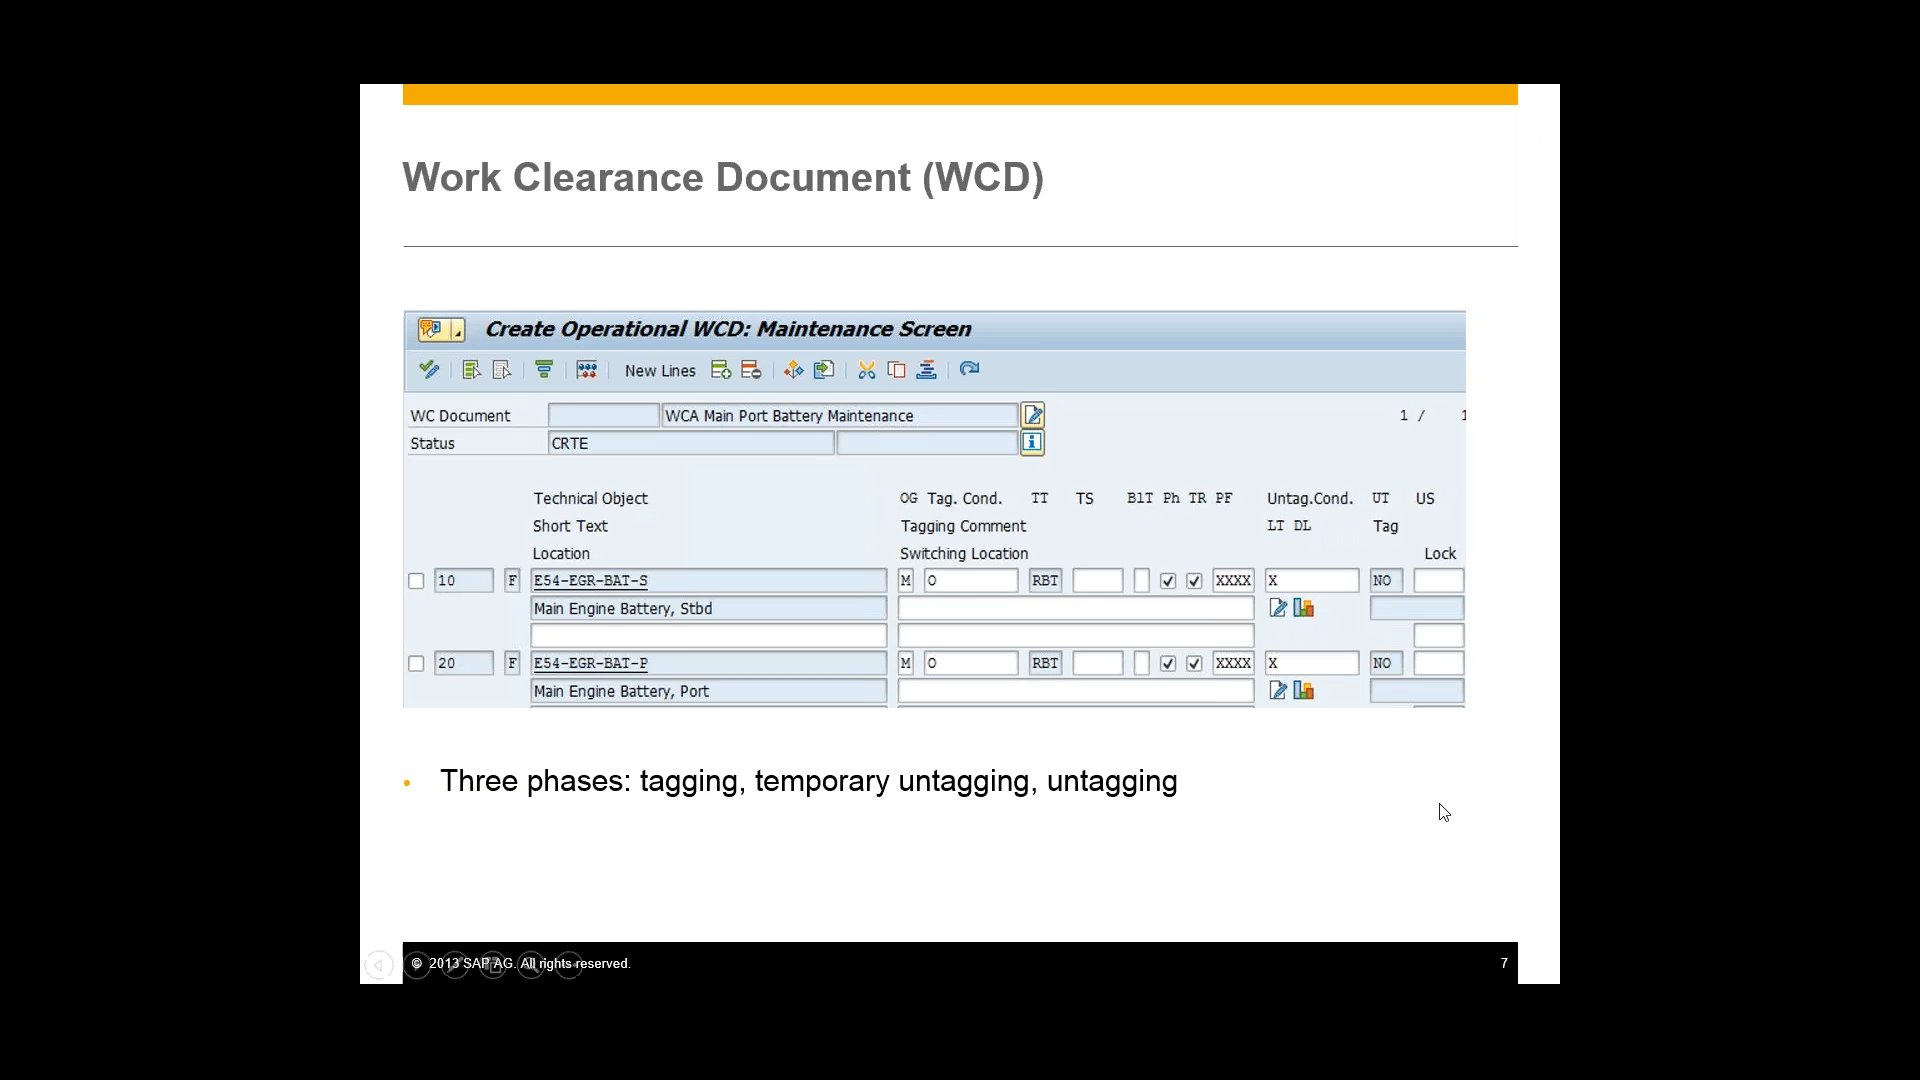 Work Clearance Document (WCD)
Create Operational WCD: Maintenance Screen
New Lines
WC Document WCA Main Port Battery Maintenance 1 / 1
Status CRTE
Technical Object OG Tag. Cond. TT TS BlT Ph TR PF Untag.Cond. UT US
Short Text Tagging Comment LT DL Tag
Location Switching Location Lock
10 F E54-EGR-BAT-S M O RBT XXXX X NO
Main Engine Battery, Stbd
20 F E54-EGR-BAT-P M O RBT XXXX X NO
Main Engine Battery, Port
• Three phases: tagging, temporary untagging, untagging
© 2013 SAP AG. All rights reserved. 7